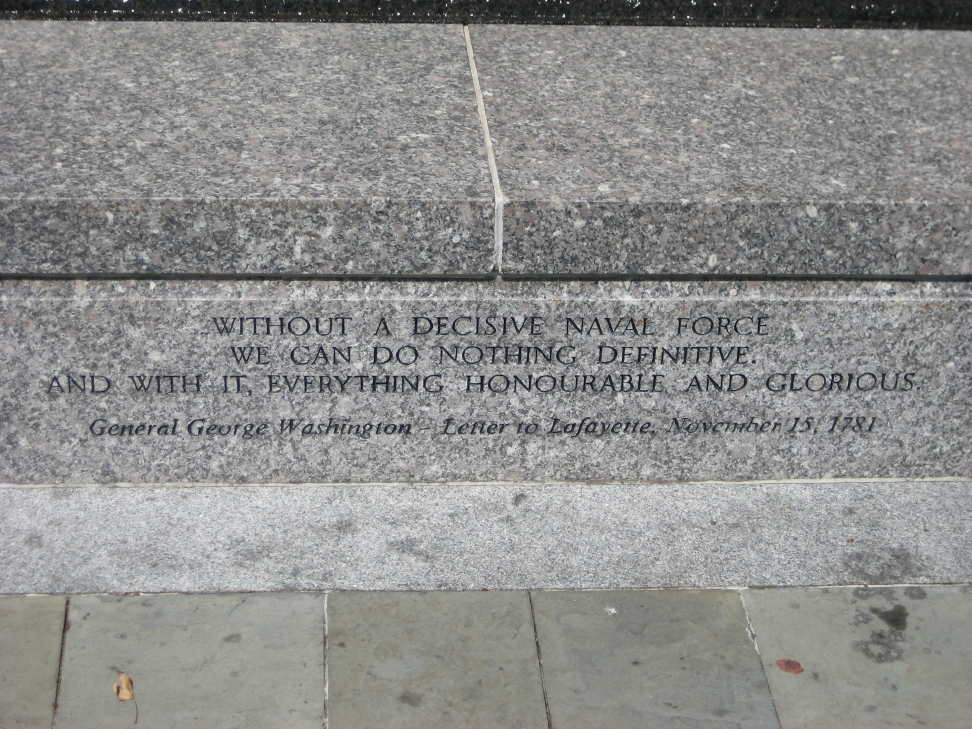 WITHOUT A DECISIVE NAVAL FORCE
WE CAN DO NOTHING DEFINITIVE.
AND WITH IT, EVERYTHING HONOURABLE AND GLORIOUS.
General George Washington - Letter to Lafayette, November 15, 1781